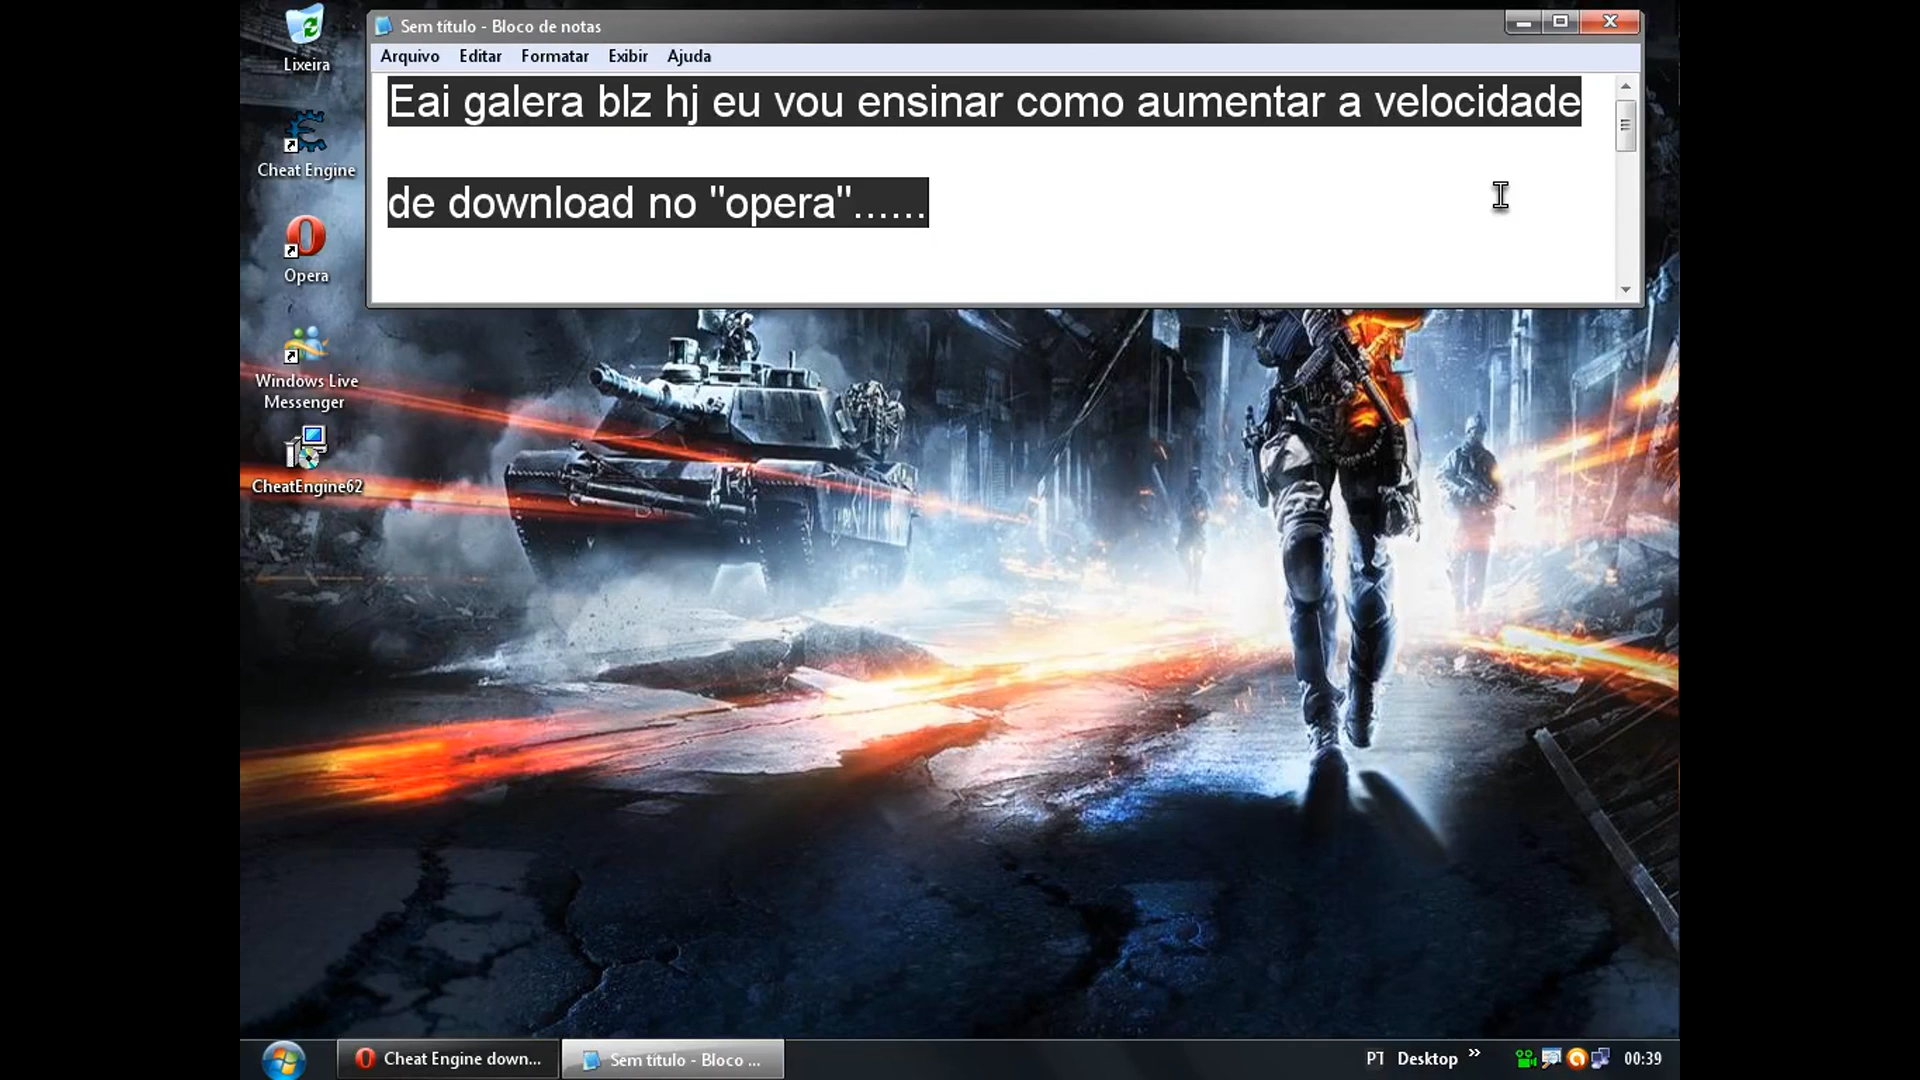 Sem título - Bloco de notas
Arquivo Editar Formatar Exibir Ajuda
Eai galera blz hj eu vou ensinar como aumentar a velocidade
de download no "opera"......
Lixeira
Cheat Engine
Opera
Windows Live
Messenger
CheatEngine62
Cheat Engine down...
Sem título - Bloco ...
PT Desktop » 00:39